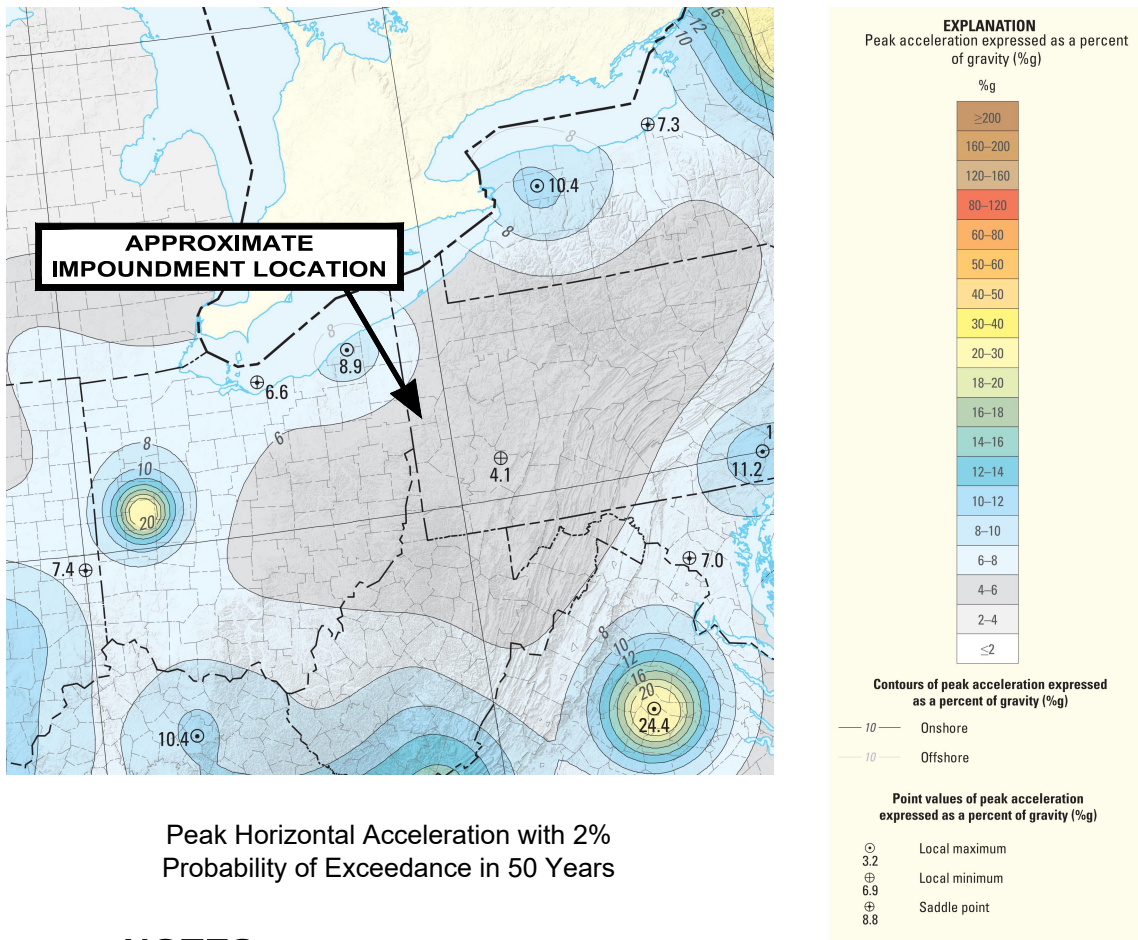 16
12
10
8
7.3
10.4
8
APPROXIMATE
IMPOUNDMENT LOCATION
8
8.9
6.6
6
8
10
20
4.1
1
11.2
7.4
7.0
8
10
12
16
20
24.4
10.4
Peak Horizontal Acceleration with 2%
Probability of Exceedance in 50 Years
EXPLANATION
Peak acceleration expressed as a percent
of gravity (%g)
%g
≥200
160–200
120–160
80–120
60–80
50–60
40–50
30–40
20–30
18–20
16–18
14–16
12–14
10–12
8–10
6–8
4–6
2–4
≤2
Contours of peak acceleration expressed
as a percent of gravity (%g)
10 Onshore
10 Offshore
Point values of peak acceleration
expressed as a percent of gravity (%g)
Local maximum
3.2
Local minimum
6.9
Saddle point
8.8